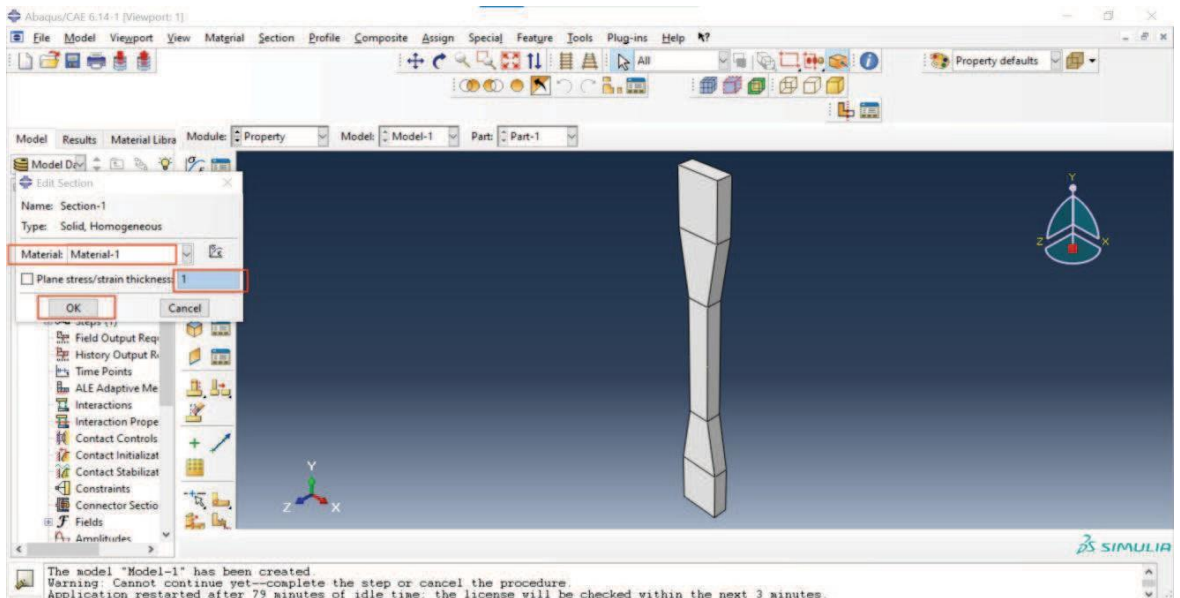 Abaqus/CAE 6.14-1 [Viewport: 1]
File Model Viewport View Material Section Profile Composite Assign Special Feature Tools Plug-ins Help
All
Property defaults
Model Results Material Libra Module: Property Model: Model-1 Part: Part-1
Model Da
Edit Section
Name: Section-1
Type: Solid, Homogeneous
Material: Material-1
Plane stress/strain thickness: 1
OK Cancel
Steps (1)
Field Output Requ
History Output R
Time Points
ALE Adaptive Me
Interactions
Interaction Prope
Contact Controls
Contact Initializat
Contact Stabilizat
Constraints
Connector Sectio
Fields
Amplitudes
Y
Z X
Y
Z X
SIMULIA
The model "Model-1" has been created.
Warning: Cannot continue yet--complete the step or cancel the procedure.
Application restarted after 79 minutes of idle time; the license will be checked within the next 3 minutes.